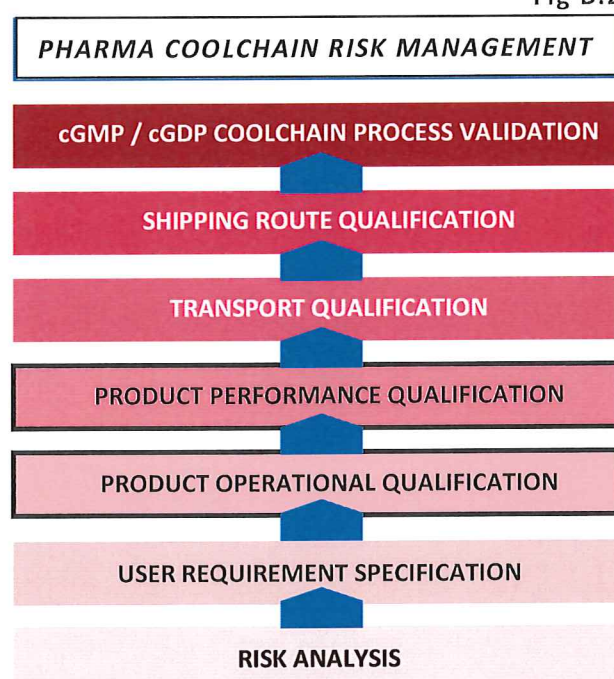 PHARMA COOLCHAIN RISK MANAGEMENT
cGMP / cGDP COOLCHAIN PROCESS VALIDATION
SHIPPING ROUTE QUALIFICATION
TRANSPORT QUALIFICATION
PRODUCT PERFORMANCE QUALIFICATION
PRODUCT OPERATIONAL QUALIFICATION
USER REQUIREMENT SPECIFICATION
RISK ANALYSIS